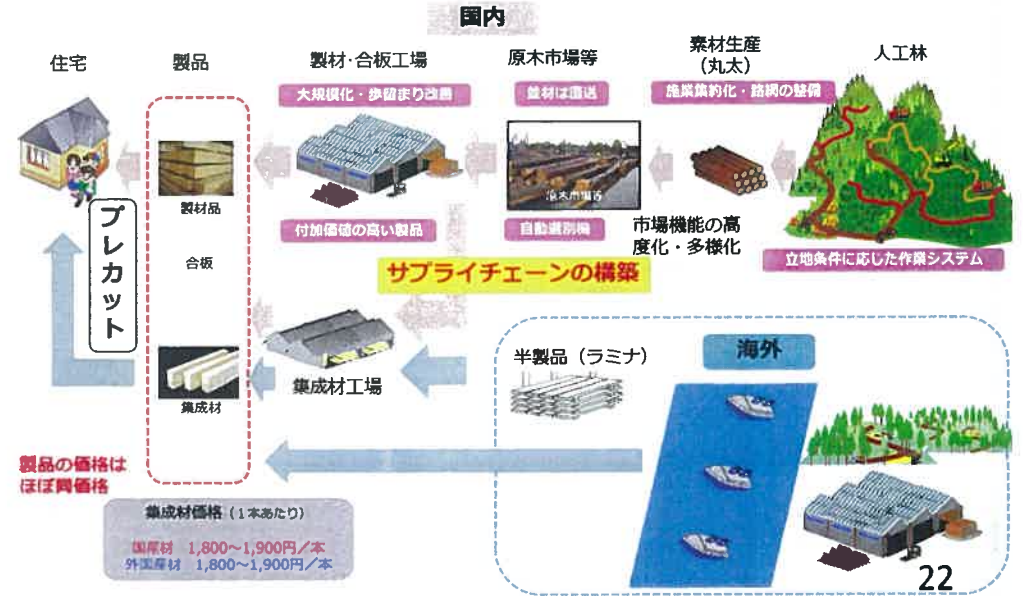 国内
住宅
製品
製材・合板工場
原木市場等
素材生産
（丸太）
人工林
大規模化・歩留まり改善
並材は直送
施業集約化・路網の整備
製材品
原木市場等
付加価値の高い製品
自動選別機
市場機能の高
度化・多様化
立地条件に応じた作業システム
合板
サプライチェーンの構築
プレカット
集成材工場
集成材
半製品（ラミナ）
海外
製品の価格は
ほぼ同価格
集成材価格（１本あたり）
国産材　1,800～1,900円／本
外国産材　1,800～1,900円／本
22